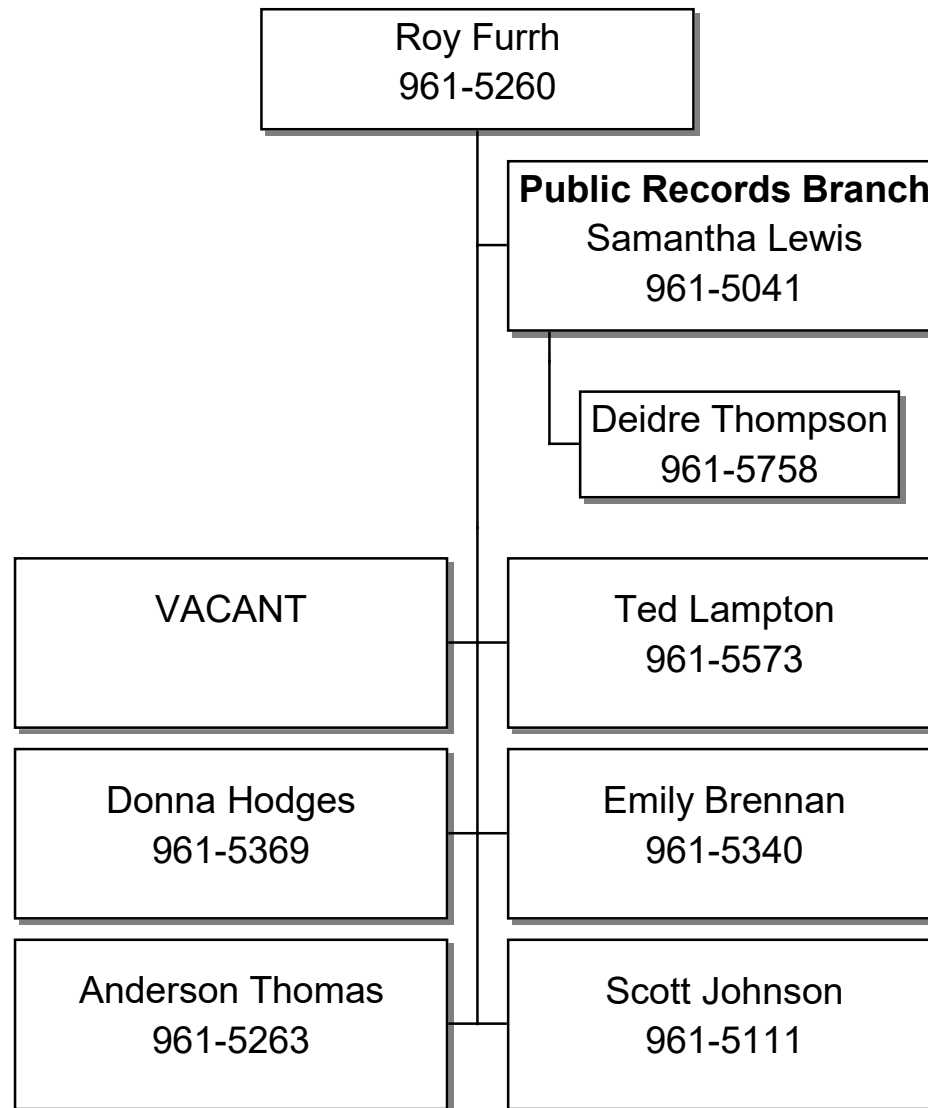 Roy Furrh
961-5260
Public Records Branch
Samantha Lewis
961-5041
Deidre Thompson
961-5758
VACANT
Ted Lampton
961-5573
Donna Hodges
961-5369
Emily Brennan
961-5340
Anderson Thomas
961-5263
Scott Johnson
961-5111